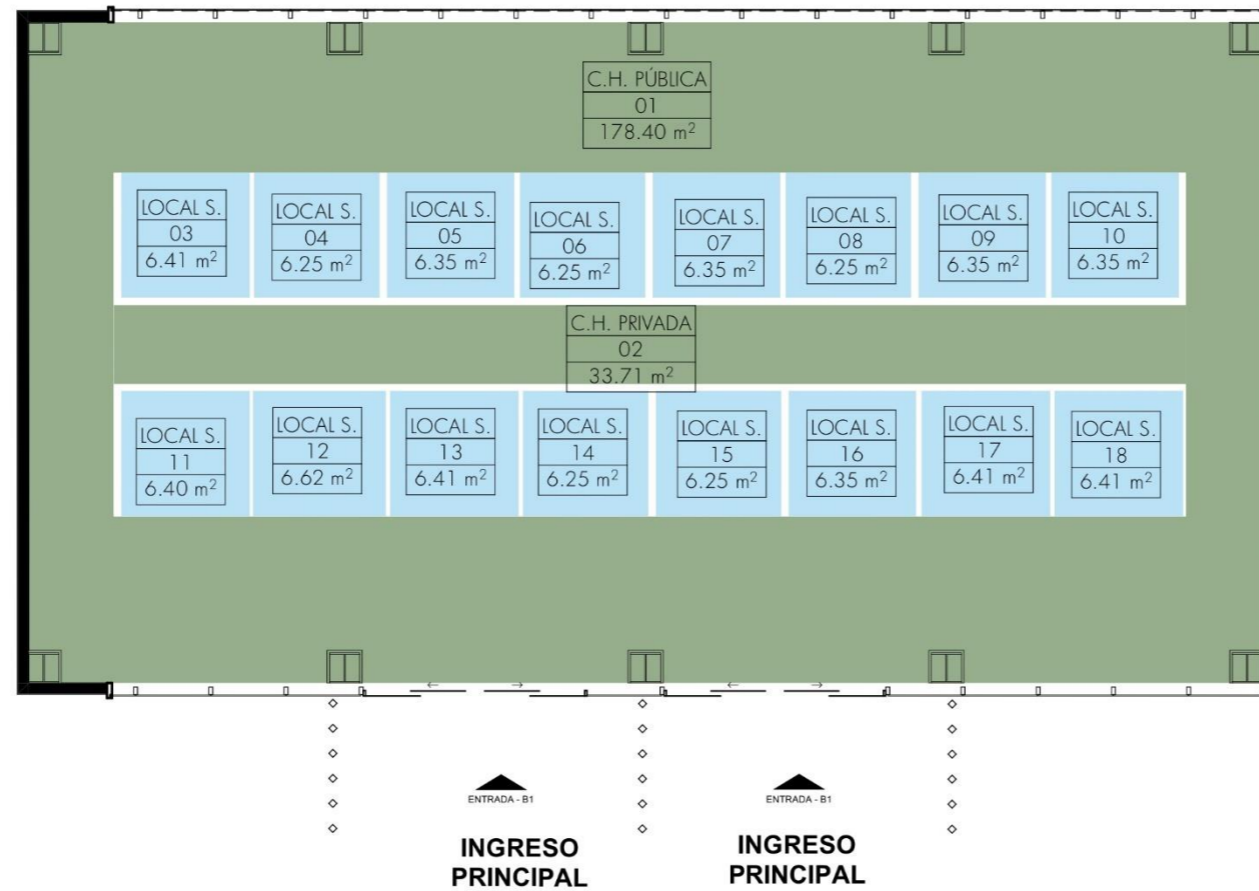 C.H. PÚBLICA
01
178.40 m²
LOCAL S.
03
6.41 m²
LOCAL S.
04
6.25 m²
LOCAL S.
05
6.35 m²
LOCAL S.
06
6.25 m²
LOCAL S.
07
6.35 m²
LOCAL S.
08
6.25 m²
LOCAL S.
09
6.35 m²
LOCAL S.
10
6.35 m²
C.H. PRIVADA
02
33.71 m²
LOCAL S.
11
6.40 m²
LOCAL S.
12
6.62 m²
LOCAL S.
13
6.41 m²
LOCAL S.
14
6.25 m²
LOCAL S.
15
6.25 m²
LOCAL S.
16
6.35 m²
LOCAL S.
17
6.41 m²
LOCAL S.
18
6.41 m²
ENTRADA - B1
INGRESO
PRINCIPAL
ENTRADA - B1
INGRESO
PRINCIPAL